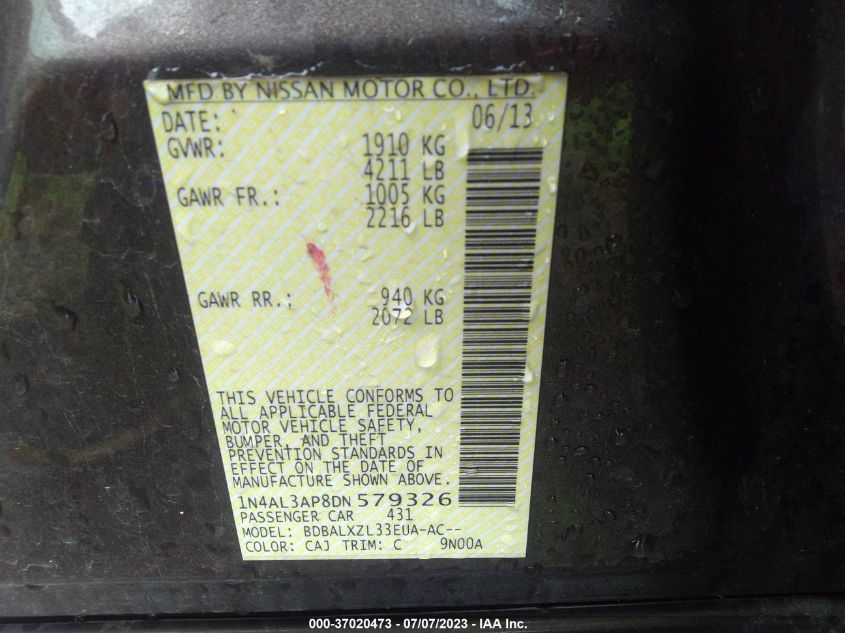 MFD BY NISSAN MOTOR CO., LTD.
DATE: 06/13
GVWR: 1910 KG
4211 LB
GAWR FR.: 1005 KG
2216 LB
GAWR RR.: 940 KG
2072 LB
THIS VEHICLE CONFORMS TO
ALL APPLICABLE FEDERAL
MOTOR VEHICLE SAFETY,
BUMPER, AND THEFT
PREVENTION STANDARDS IN
EFFECT ON THE DATE OF
MANUFACTURE SHOWN ABOVE.
1N4AL3AP8DN 579326
PASSENGER CAR 431
MODEL: BDBALXZL33EUA-AC--
COLOR: CAJ TRIM: C 9N00A
000-37020473 - 07/07/2023 - IAA Inc.